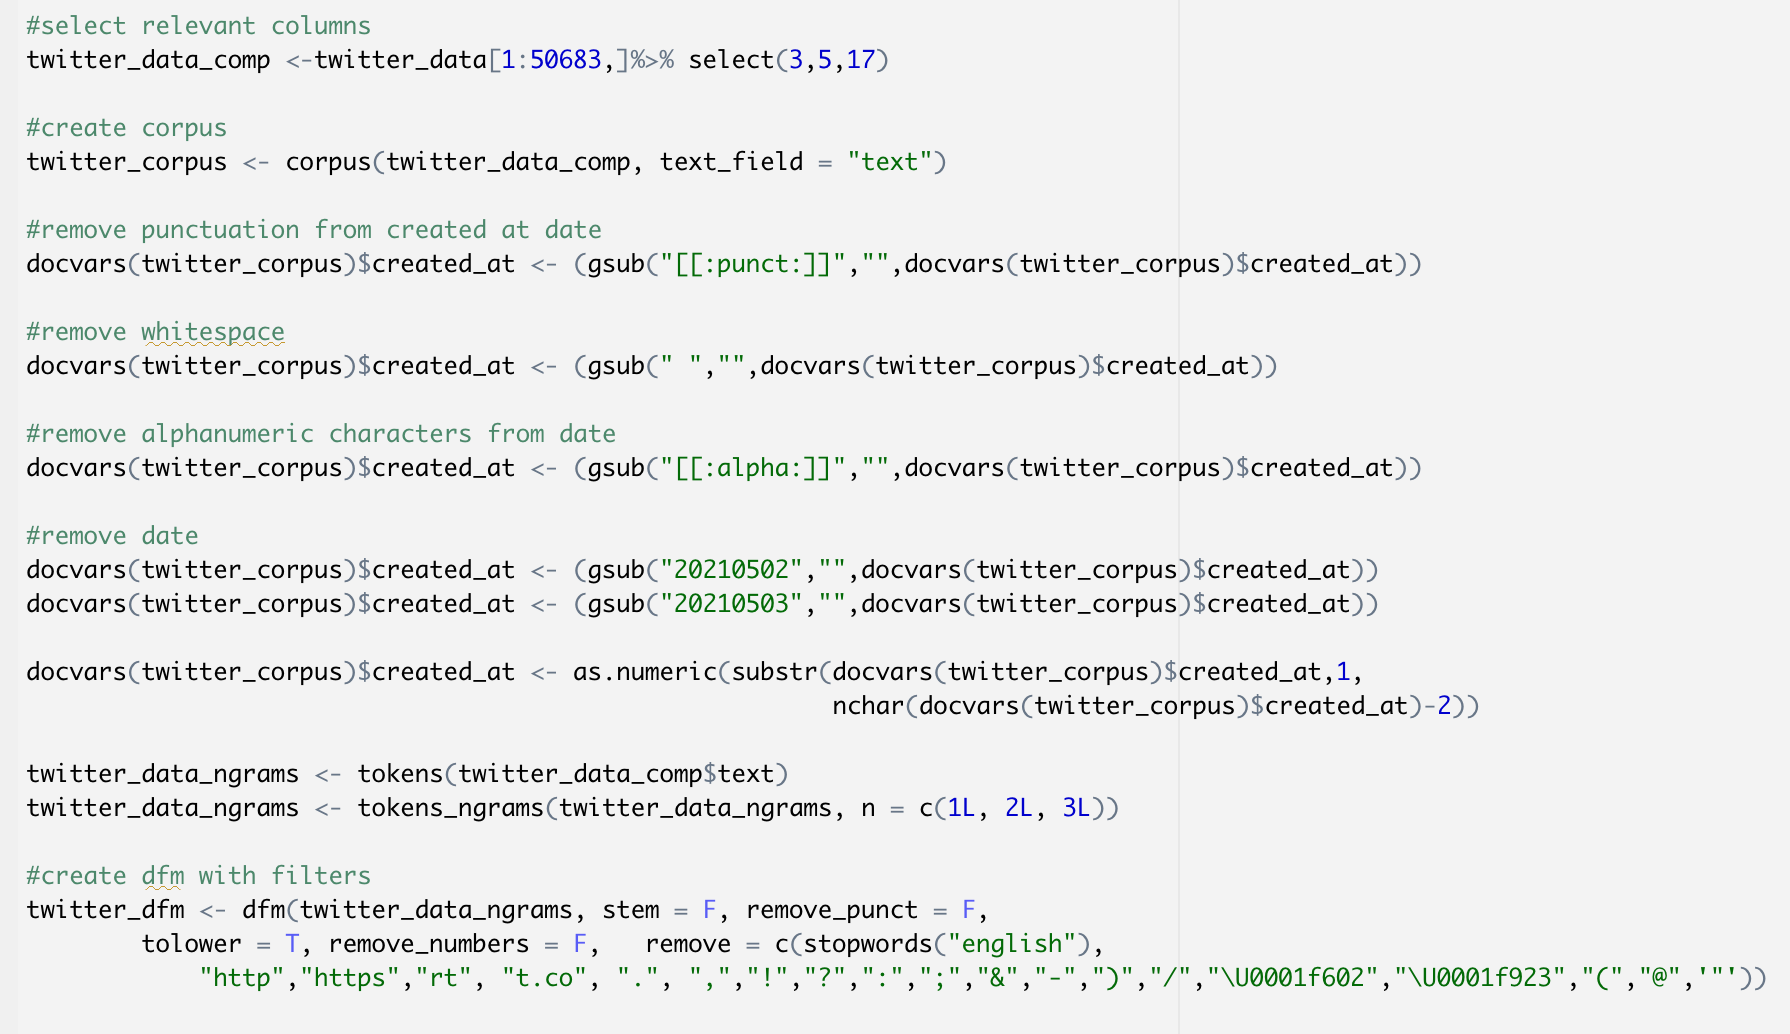 #select relevant columns
twitter_data_comp <-twitter_data[1:50683,]%>% select(3,5,17)
#create corpus
twitter_corpus <- corpus(twitter_data_comp, text_field = "text")
#remove punctuation from created at date
docvars(twitter_corpus)$created_at <- (gsub("[[:punct:]]","",docvars(twitter_corpus)$created_at))
#remove whitespace
docvars(twitter_corpus)$created_at <- (gsub(" ","",docvars(twitter_corpus)$created_at))
#remove alphanumeric characters from date
docvars(twitter_corpus)$created_at <- (gsub("[[:alpha:]]","",docvars(twitter_corpus)$created_at))
#remove date
docvars(twitter_corpus)$created_at <- (gsub("20210502","",docvars(twitter_corpus)$created_at))
docvars(twitter_corpus)$created_at <- (gsub("20210503","",docvars(twitter_corpus)$created_at))
docvars(twitter_corpus)$created_at <- as.numeric(substr(docvars(twitter_corpus)$created_at,1,
nchar(docvars(twitter_corpus)$created_at)-2))
twitter_data_ngrams <- tokens(twitter_data_comp$text)
twitter_data_ngrams <- tokens_ngrams(twitter_data_ngrams, n = c(1L, 2L, 3L))
#create dfm with filters
twitter_dfm <- dfm(twitter_data_ngrams, stem = F, remove_punct = F,
tolower = T, remove_numbers = F,   remove = c(stopwords("english"),
"http","https","rt", "t.co", ".", ",","!","?",":",";","&","-",")","/","\U0001f602","\U0001f923","(","@",'"'))